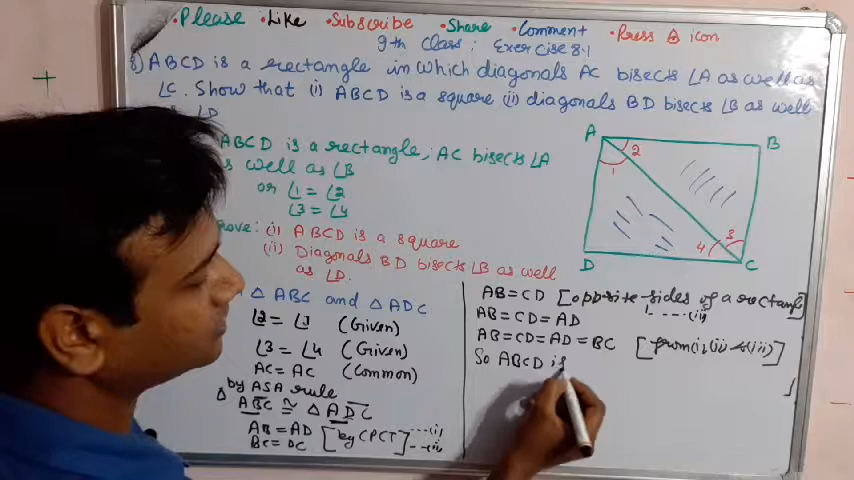 •Please •Like •Subscribe •Share •Comment •Press icon
9th class: Exercise 8.1
8) ABCD is a rectangle in which diagonals AC bisects ∠A as well as
∠C. Show that (i) ABCD is a square (ii) diagonals BD bisects ∠B as well
∠D
ABCD is a rectangle, AC bisects ∠A
as well as ∠B
or ∠1 = ∠2
∠3 = ∠4
prove: (i) ABCD is a square
(ii) Diagonals BD bisects ∠B as well
as ∠D.
△ ABC and △ ADC
(Given)
∠3 = ∠4 (Given)
AC = AC (Common)
by ASA rule
△ ABC ≅ △ ADC
AB = AD [by CPCT] ----(i)
BC = DC --(ii)
A
B
2
1
3
4
D
C
AB = CD [opposite sides of a rectang
AB = CD = AD
AB = CD = AD = BC [from (i), (ii) & (iii)]
So ABCD is